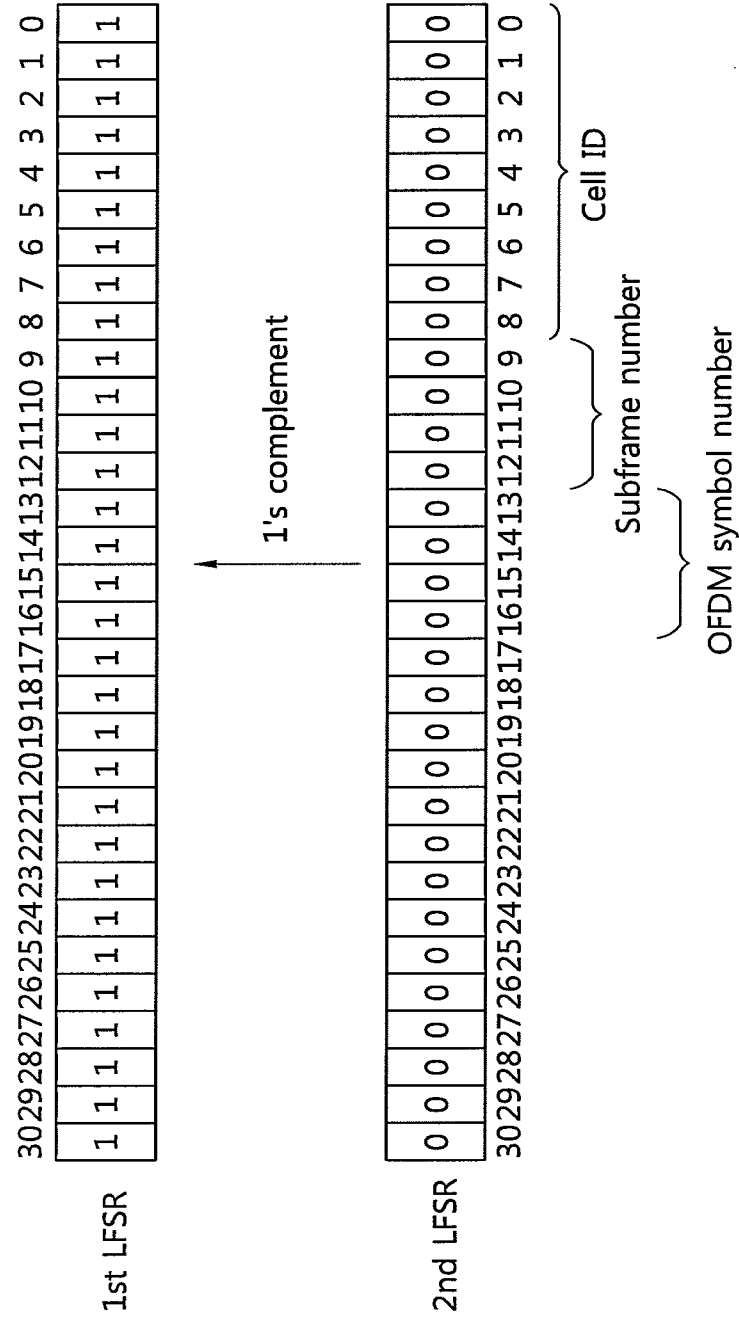 30 29 28 27 26 25 24 23 22 21 20 19 18 17 16 15 14 13 12 11 10 9 8 7 6 5 4 3 2 1 0
1st LFSR 1 1 1 1 1 1 1 1 1 1 1 1 1 1 1 1 1 1 1 1 1 1 1 1 1 1 1 1 1 1 1
1's complement
2nd LFSR 0 0 0 0 0 0 0 0 0 0 0 0 0 0 0 0 0 0 0 0 0 0 0 0 0 0 0 0 0 0 0
30 29 28 27 26 25 24 23 22 21 20 19 18 17 16 15 14 13 12 11 10 9 8 7 6 5 4 3 2 1 0
Cell ID
Subframe number
OFDM symbol number